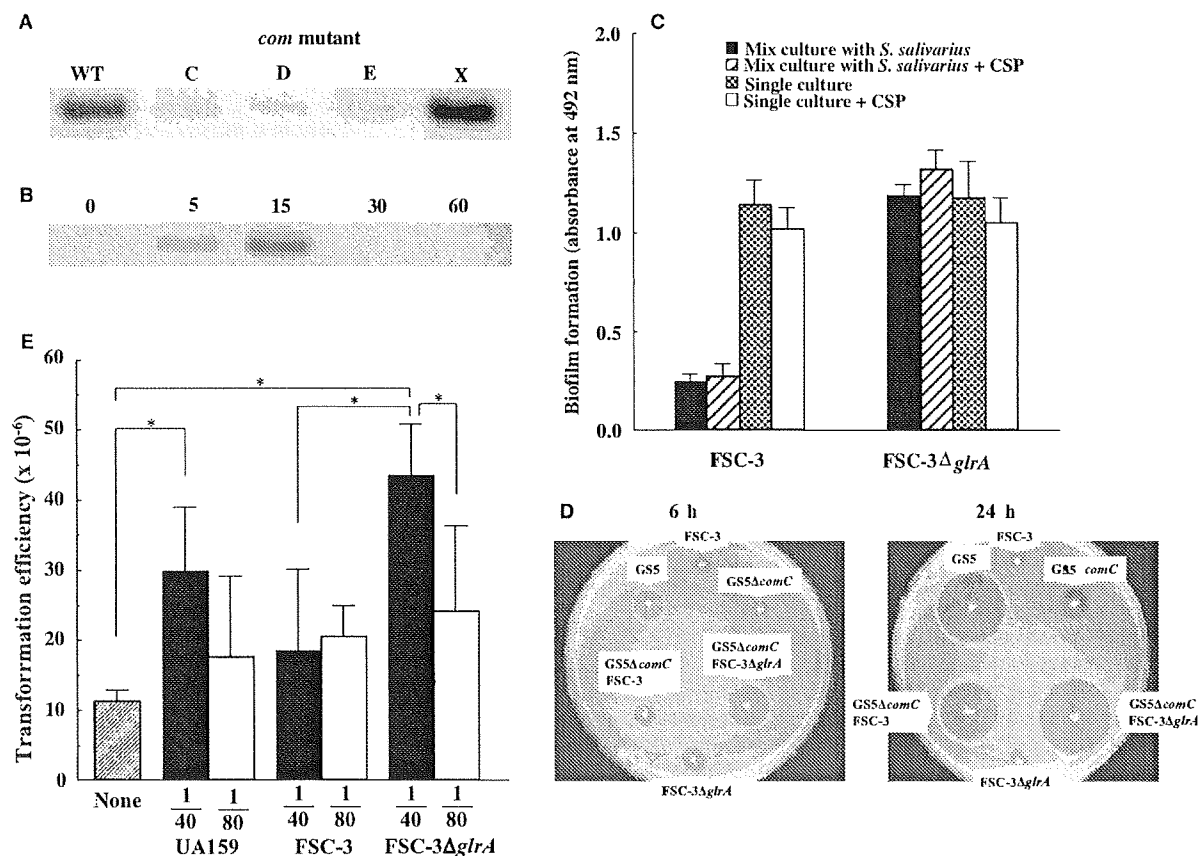 A
com mutant
WT C D E X
B
0 5 15 30 60
C
Biofilm formation (absorbance at 492 nm)
2.0
1.5
1.0
0.5
0.0
Mix culture with S. salivarius
Mix culture with S. salivarius + CSP
Single culture
Single culture + CSP
FSC-3 FSC-3ΔglrA
D
6 h
FSC-3
GS5
GS5ΔcomC
GS5ΔcomC
FSC-3
GS5ΔcomC
FSC-3ΔglrA
FSC-3ΔglrA
24 h
FSC-3
GS5
GΔ5 comC
GS5ΔcomC
FSC-3
GS5ΔcomC
FSC-3ΔglrA
FSC-3ΔglrA
E
Transforrmation efficiency (x 10-6)
60
50
40
30
20
10
0
*
*
*
*
None
1/40 1/80 1/40 1/80 1/40 1/80
UA159 FSC-3 FSC-3ΔglrA